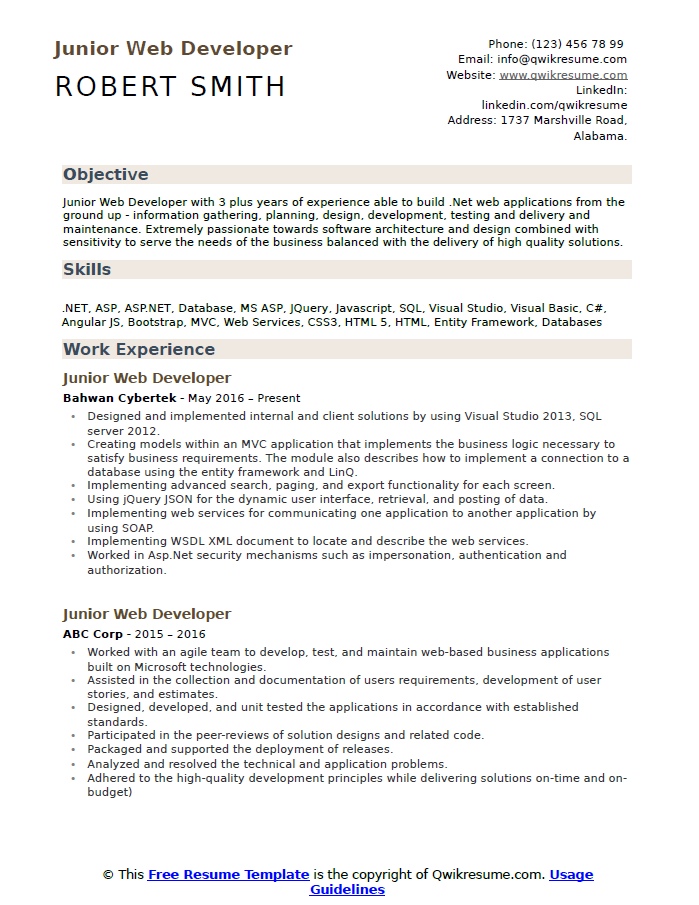 Junior Web Developer
ROBERT SMITH
Phone: (123) 456 78 99
Email: info@qwikresume.com
Website: www.qwikresume.com
LinkedIn:
linkedin.com/qwikresume
Address: 1737 Marshville Road,
Alabama.
Objective
Junior Web Developer with 3 plus years of experience able to build .Net web applications from the
ground up - information gathering, planning, design, development, testing and delivery and
maintenance. Extremely passionate towards software architecture and design combined with
sensitivity to serve the needs of the business balanced with the delivery of high quality solutions.
Skills
.NET, ASP, ASP.NET, Database, MS ASP, JQuery, Javascript, SQL, Visual Studio, Visual Basic, C#,
Angular JS, Bootstrap, MVC, Web Services, CSS3, HTML 5, HTML, Entity Framework, Databases
Work Experience
Junior Web Developer
Bahwan Cybertek - May 2016 – Present
• Designed and implemented internal and client solutions by using Visual Studio 2013, SQL
server 2012.
• Creating models within an MVC application that implements the business logic necessary to
satisfy business requirements. The module also describes how to implement a connection to a
database using the entity framework and LinQ.
• Implementing advanced search, paging, and export functionality for each screen.
• Using jQuery JSON for the dynamic user interface, retrieval, and posting of data.
• Implementing web services for communicating one application to another application by
using SOAP.
• Implementing WSDL XML document to locate and describe the web services.
• Worked in Asp.Net security mechanisms such as impersonation, authentication and
authorization.
Junior Web Developer
ABC Corp - 2015 – 2016
• Worked with an agile team to develop, test, and maintain web-based business applications
built on Microsoft technologies.
• Assisted in the collection and documentation of users requirements, development of user
stories, and estimates.
• Designed, developed, and unit tested the applications in accordance with established
standards.
• Participated in the peer-reviews of solution designs and related code.
• Packaged and supported the deployment of releases.
• Analyzed and resolved the technical and application problems.
• Adhered to the high-quality development principles while delivering solutions on-time and on-
budget)
© This Free Resume Template is the copyright of Qwikresume.com. Usage
Guidelines